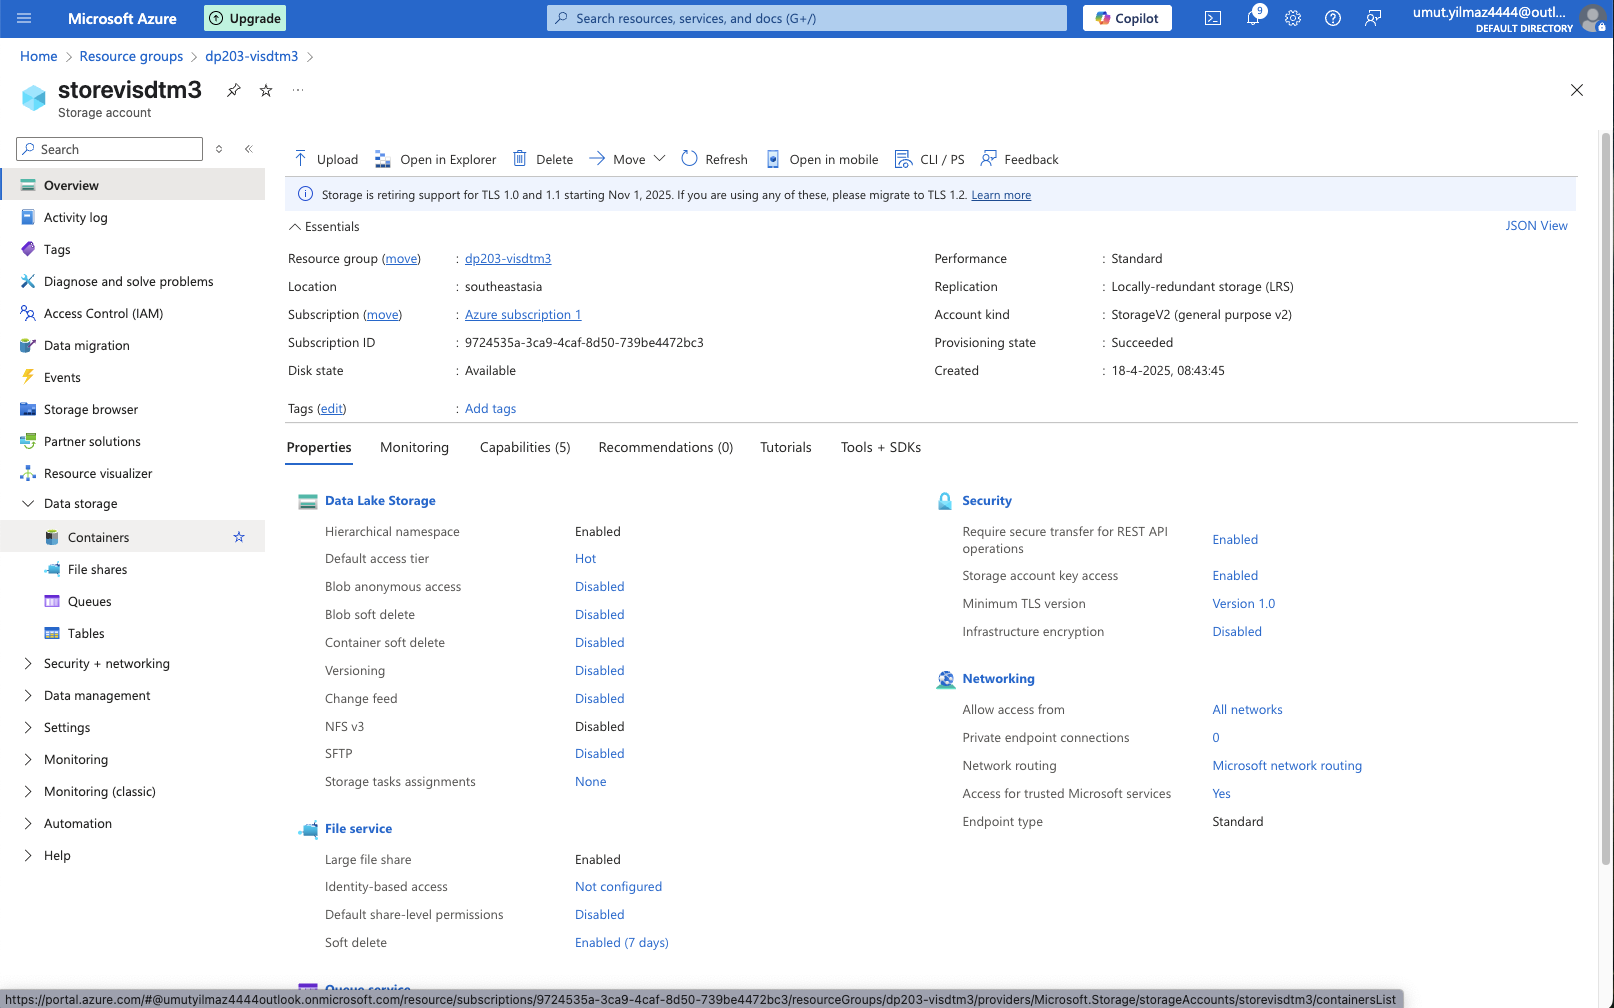 Microsoft Azure
Upgrade
Search resources, services, and docs (G+/)
Copilot
9
umut.yilmaz4444@outl...
DEFAULT DIRECTORY
Home > Resource groups > dp203-visdtm3 >
storevisdtm3
Storage account
Search
Overview
Activity log
Tags
Diagnose and solve problems
Access Control (IAM)
Data migration
Events
Storage browser
Partner solutions
Resource visualizer
Data storage
Containers
File shares
Queues
Tables
Security + networking
Data management
Settings
Monitoring
Monitoring (classic)
Automation
Help
Upload Open in Explorer Delete Move Refresh Open in mobile CLI / PS Feedback
Storage is retiring support for TLS 1.0 and 1.1 starting Nov 1, 2025. If you are using any of these, please migrate to TLS 1.2. Learn more
Essentials
JSON View
Resource group (move) : dp203-visdtm3
Location : southeastasia
Subscription (move) : Azure subscription 1
Subscription ID : 9724535a-3ca9-4caf-8d50-739be4472bc3
Disk state : Available
Tags (edit) : Add tags
Performance : Standard
Replication : Locally-redundant storage (LRS)
Account kind : StorageV2 (general purpose v2)
Provisioning state : Succeeded
Created : 18-4-2025, 08:43:45
Properties Monitoring Capabilities (5) Recommendations (0) Tutorials Tools + SDKs
Data Lake Storage
Hierarchical namespace Enabled
Default access tier Hot
Blob anonymous access Disabled
Blob soft delete Disabled
Container soft delete Disabled
Versioning Disabled
Change feed Disabled
NFS v3 Disabled
SFTP Disabled
Storage tasks assignments None
File service
Large file share Enabled
Identity-based access Not configured
Default share-level permissions Disabled
Soft delete Enabled (7 days)
Queue service
Security
Require secure transfer for REST API
operations Enabled
Storage account key access Enabled
Minimum TLS version Version 1.0
Infrastructure encryption Disabled
Networking
Allow access from All networks
Private endpoint connections 0
Network routing Microsoft network routing
Access for trusted Microsoft services Yes
Endpoint type Standard
https://portal.azure.com/#@umutyilmaz4444outlook.onmicrosoft.com/resource/subscriptions/9724535a-3ca9-4caf-8d50-739be4472bc3/resourceGroups/dp203-visdtm3/providers/Microsoft.Storage/storageAccounts/storevisdtm3/containersList